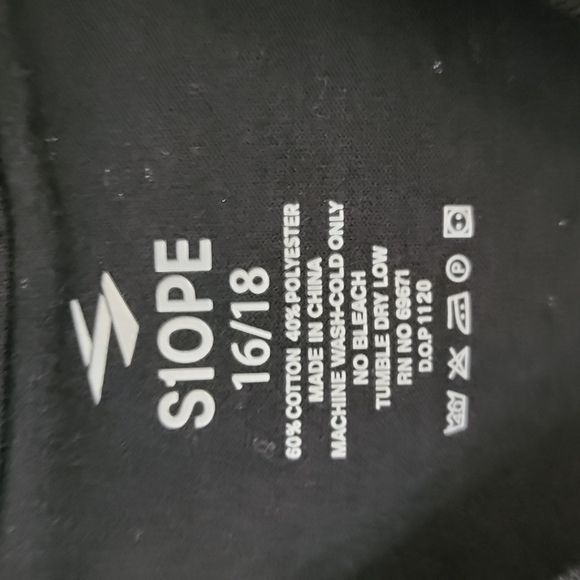 S1OPE
16/18
60% COTTON 40% POLYESTER
MADE IN CHINA
MACHINE WASH-COLD ONLY
NO BLEACH
TUMBLE DRY LOW
RN NO 69671
D.O.P 1120
P